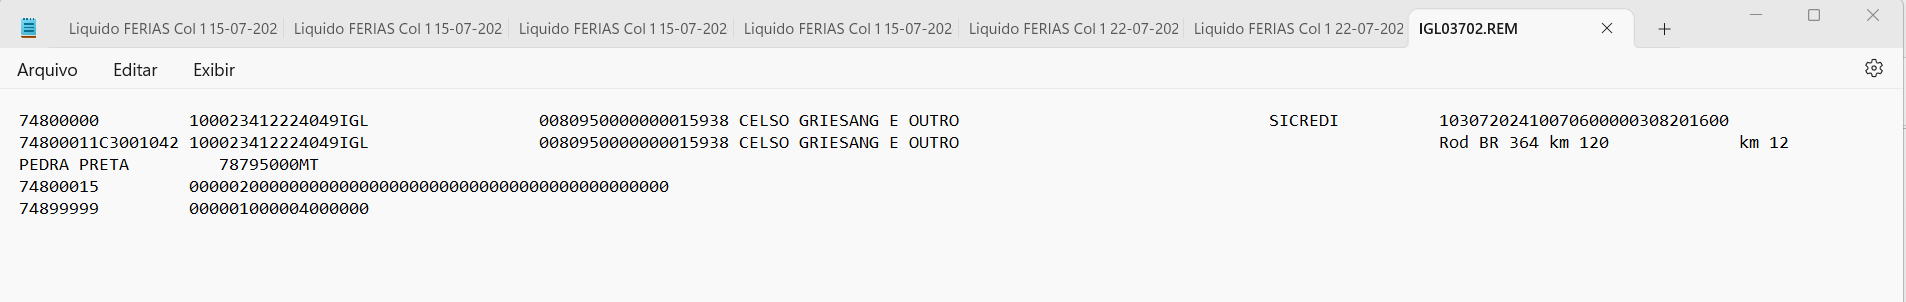 Liquido FERIAS Col 1 15-07-202 Liquido FERIAS Col 1 15-07-202 Liquido FERIAS Col 1 15-07-202 Liquido FERIAS Col 1 15-07-202 Liquido FERIAS Col 1 22-07-202 Liquido FERIAS Col 1 22-07-202 IGL03702.REM
Arquivo Editar Exibir
74800000         100023412224049IGL                 0080950000000015938 CELSO GRIESANG E OUTRO                               SICREDI          10307202410070600000308201600
74800011C3001042 100023412224049IGL                 0080950000000015938 CELSO GRIESANG E OUTRO                                                Rod BR 364 km 120             km 12
PEDRA PRETA         78795000MT
74800015         000002000000000000000000000000000000000000000000
74899999         000001000004000000